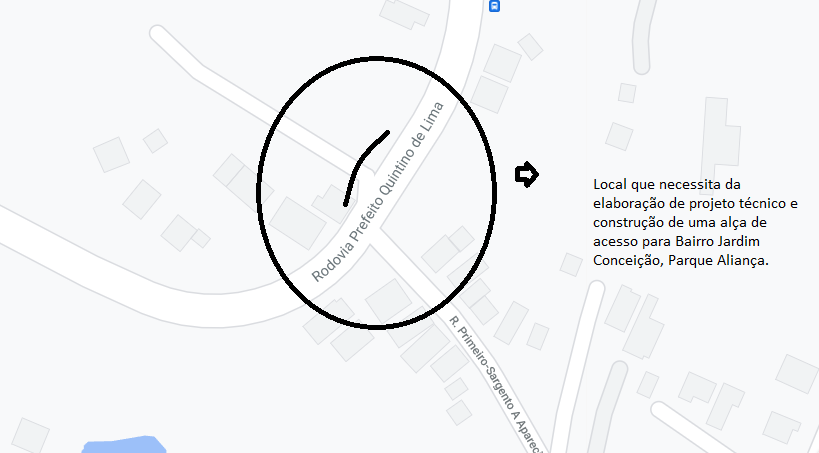 Rodovia Prefeito Quintino de Lima
Local que necessita da
elaboração de projeto técnico e
construção de uma alça de
acesso para Bairro Jardim
Conceição, Parque Aliança.
R. Primeiro-Sargento A Apareci